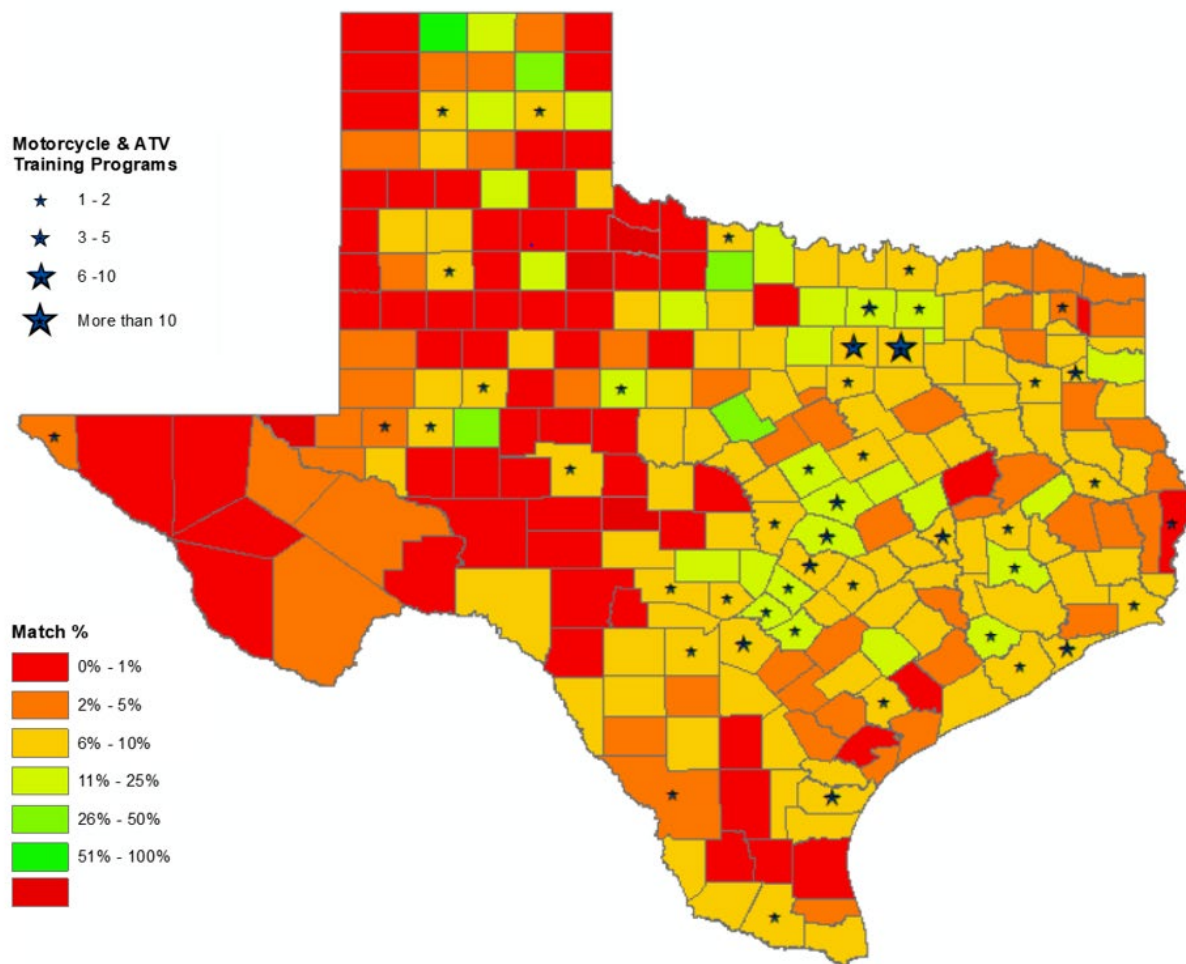 Motorcycle & ATV
Training Programs
1 - 2
3 - 5
6 -10
More than 10
Match %
0% - 1%
2% - 5%
6% - 10%
11% - 25%
26% - 50%
51% - 100%